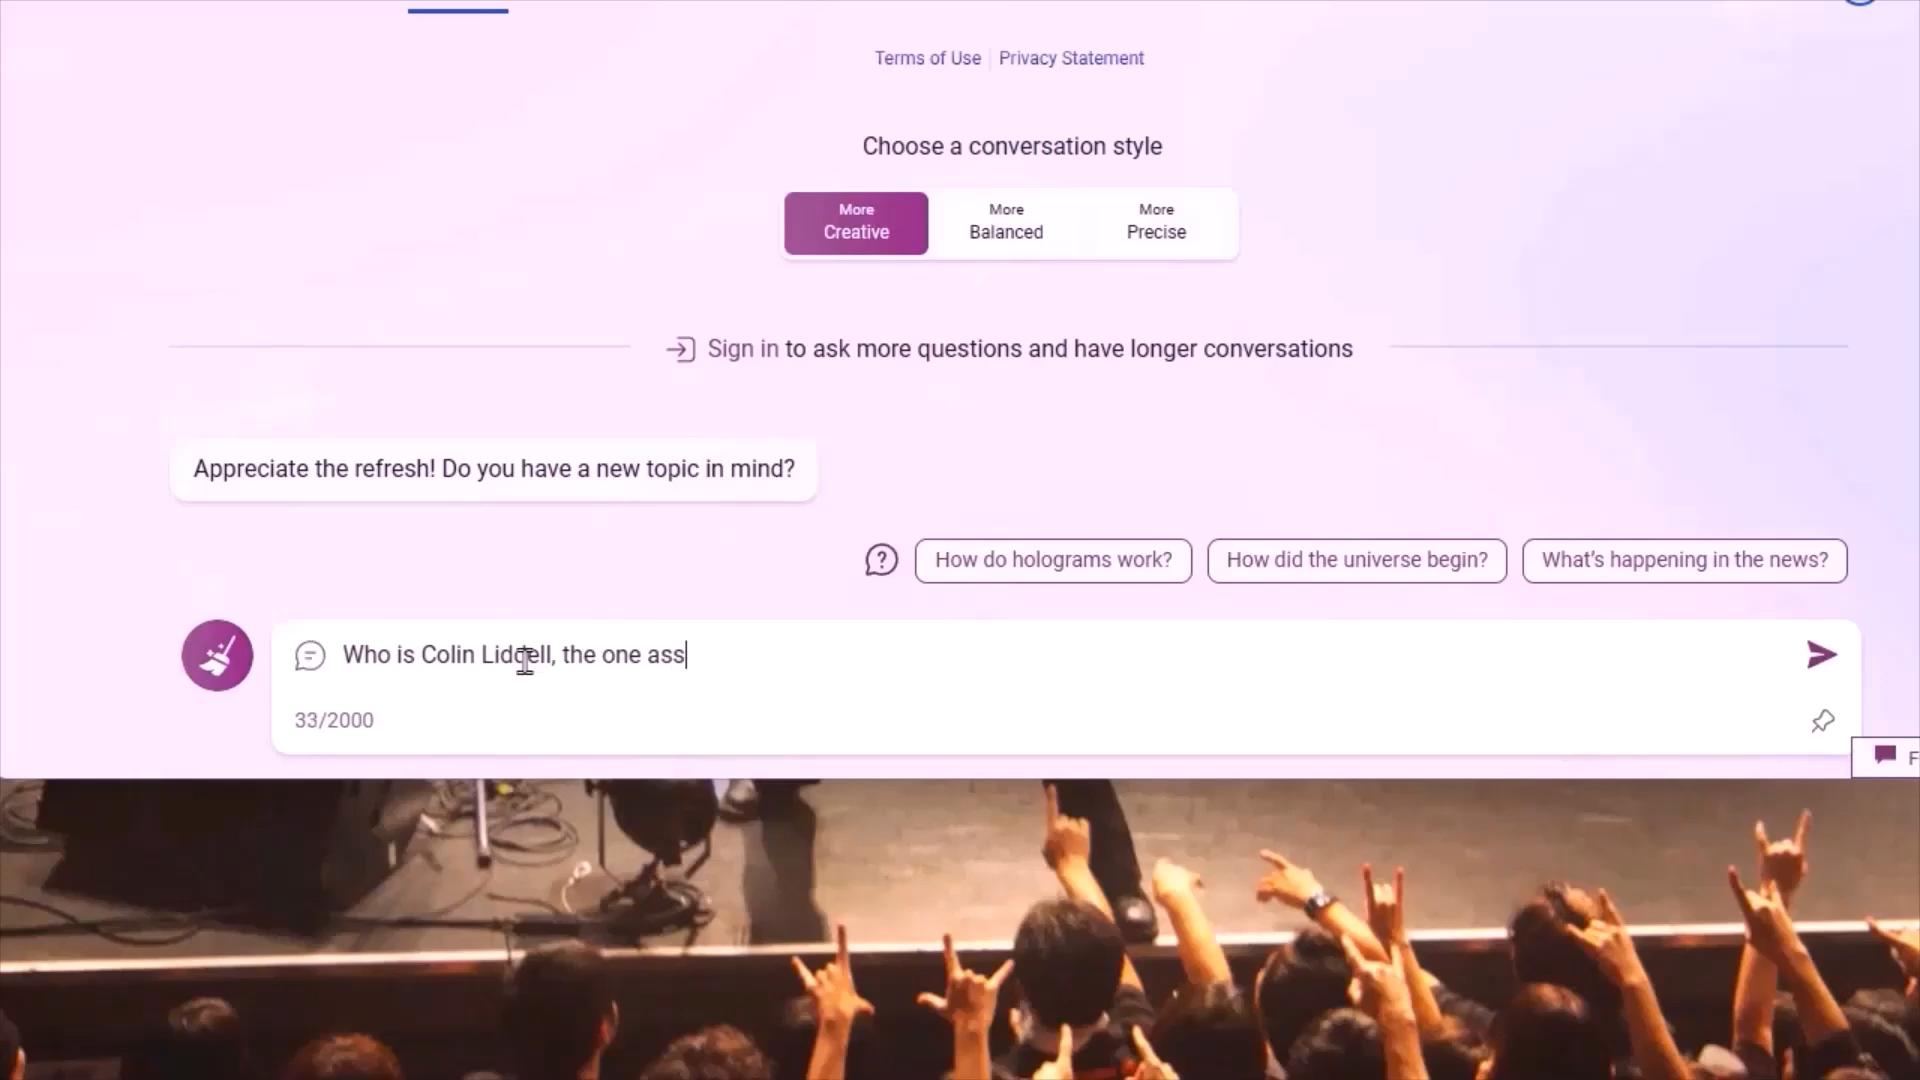 Terms of Use Privacy Statement
Choose a conversation style
More
Creative
More
Balanced
More
Precise
Sign in to ask more questions and have longer conversations
Appreciate the refresh! Do you have a new topic in mind?
How do holograms work? How did the universe begin? What's happening in the news?
Who is Colin Liddell, the one ass
33/2000
F